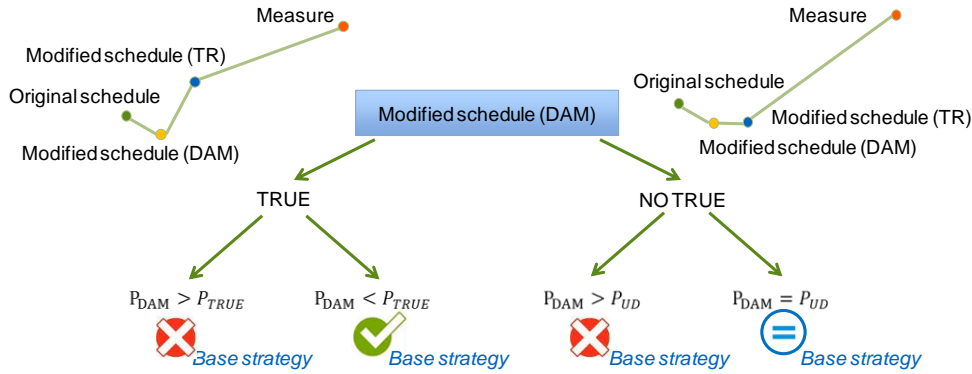 Measure
Modified schedule (TR)
Original schedule
Modified schedule (DAM)
Measure
Original schedule
Modified schedule (TR)
Modified schedule (DAM)
Modified schedule (DAM)
TRUE
NO TRUE
P_DAM > P_TRUE
P_DAM < P_TRUE
P_DAM > P_UD
P_DAM = P_UD
=
Base strategy
Base strategy
Base strategy
Base strategy